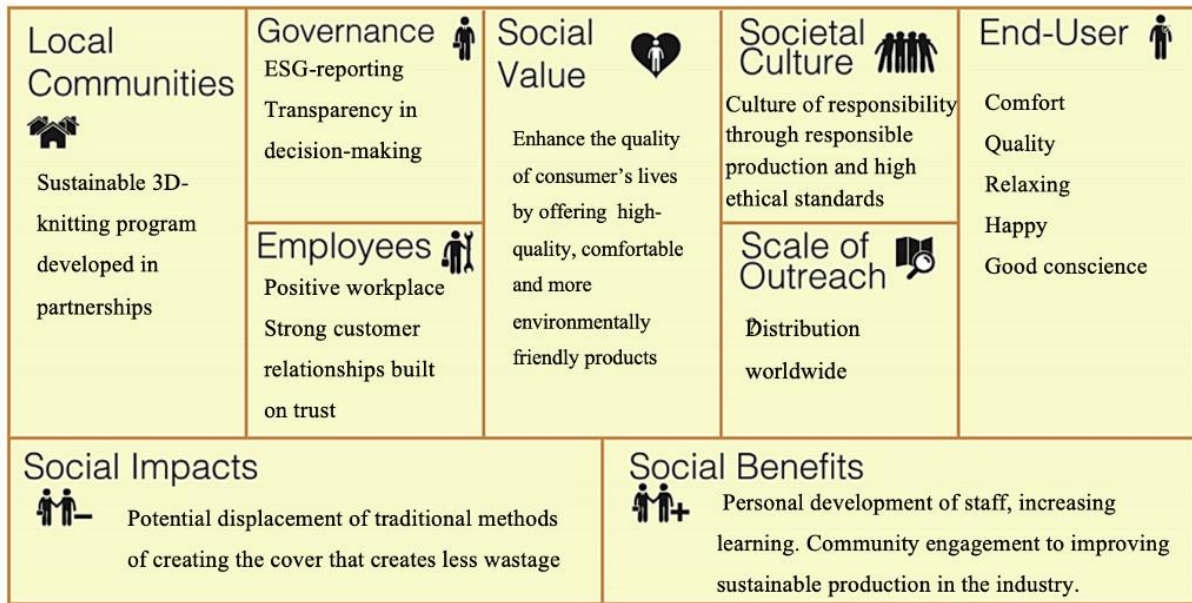 Local
Communities
Sustainable 3D-
knitting program
developed in
partnerships
Governance
ESG-reporting
Transparency in
decision-making
Employees
Positive workplace
Strong customer
relationships built
on trust
Social
Value
Enhance the quality
of consumer's lives
by offering high-
quality, comfortable
and more
environmentally
friendly products
Societal
Culture
Culture of responsibility
through responsible
production and high
ethical standards
Scale of
Outreach
Distribution
worldwide
End-User
Comfort
Quality
Relaxing
Happy
Good conscience
Social Impacts
Potential displacement of traditional methods
of creating the cover that creates less wastage
Social Benefits
Personal development of staff, increasing
learning. Community engagement to improving
sustainable production in the industry.